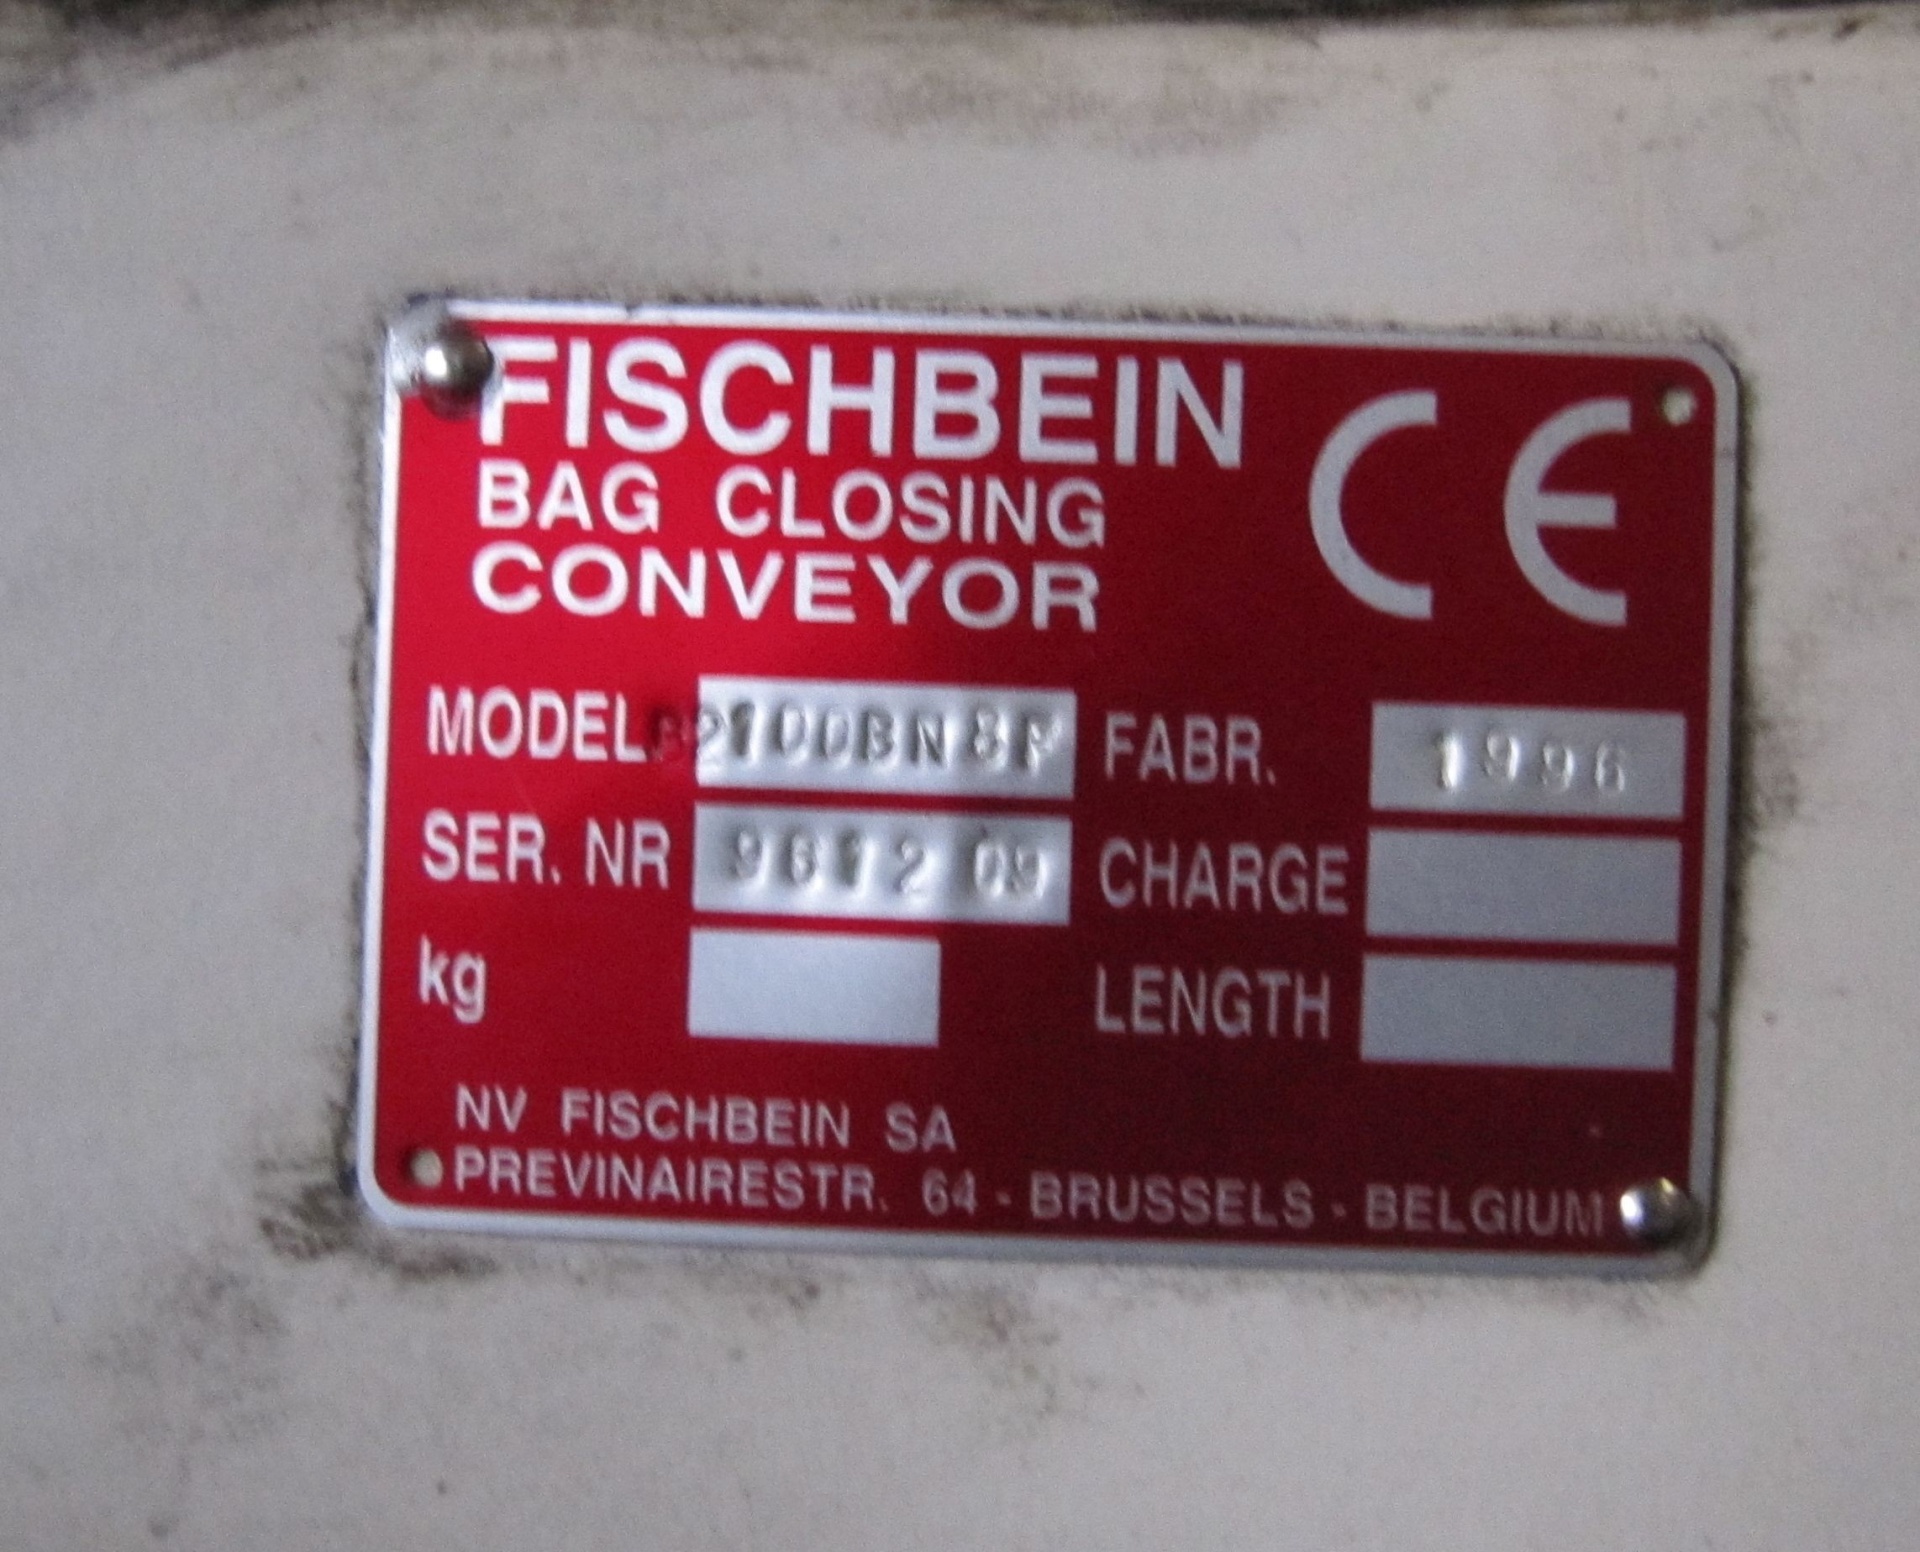 FISCHBEIN
BAG CLOSING
CONVEYOR
CE
MODEL
FABR. 1996
SER. NR 961209
CHARGE
kg
LENGTH
NV FISCHBEIN SA
PREVINAIRESTR. 64 - BRUSSELS - BELGIUM